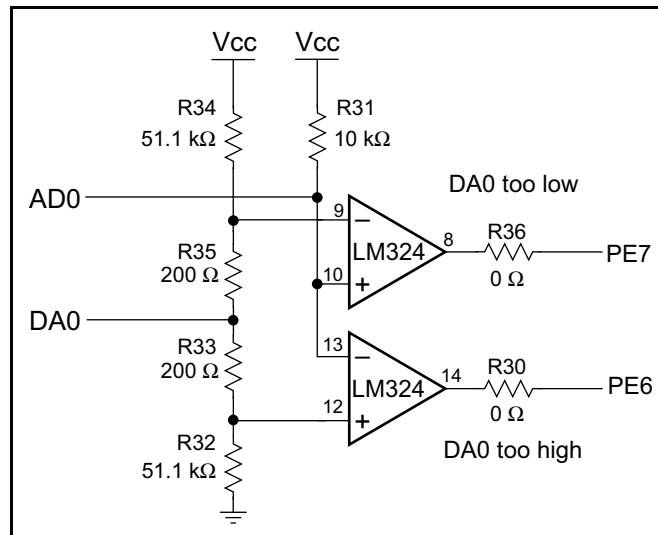 Vcc Vcc
R34 R31
51.1 kΩ 10 kΩ
DA0 too low
AD0
9 −
R36
LM324 8 PE7
R35
200 Ω 10 +
0 Ω
DA0
R33 13 −
200 Ω
R30
LM324 14 PE6
12 +
0 Ω
R32
51.1 kΩ
DA0 too high